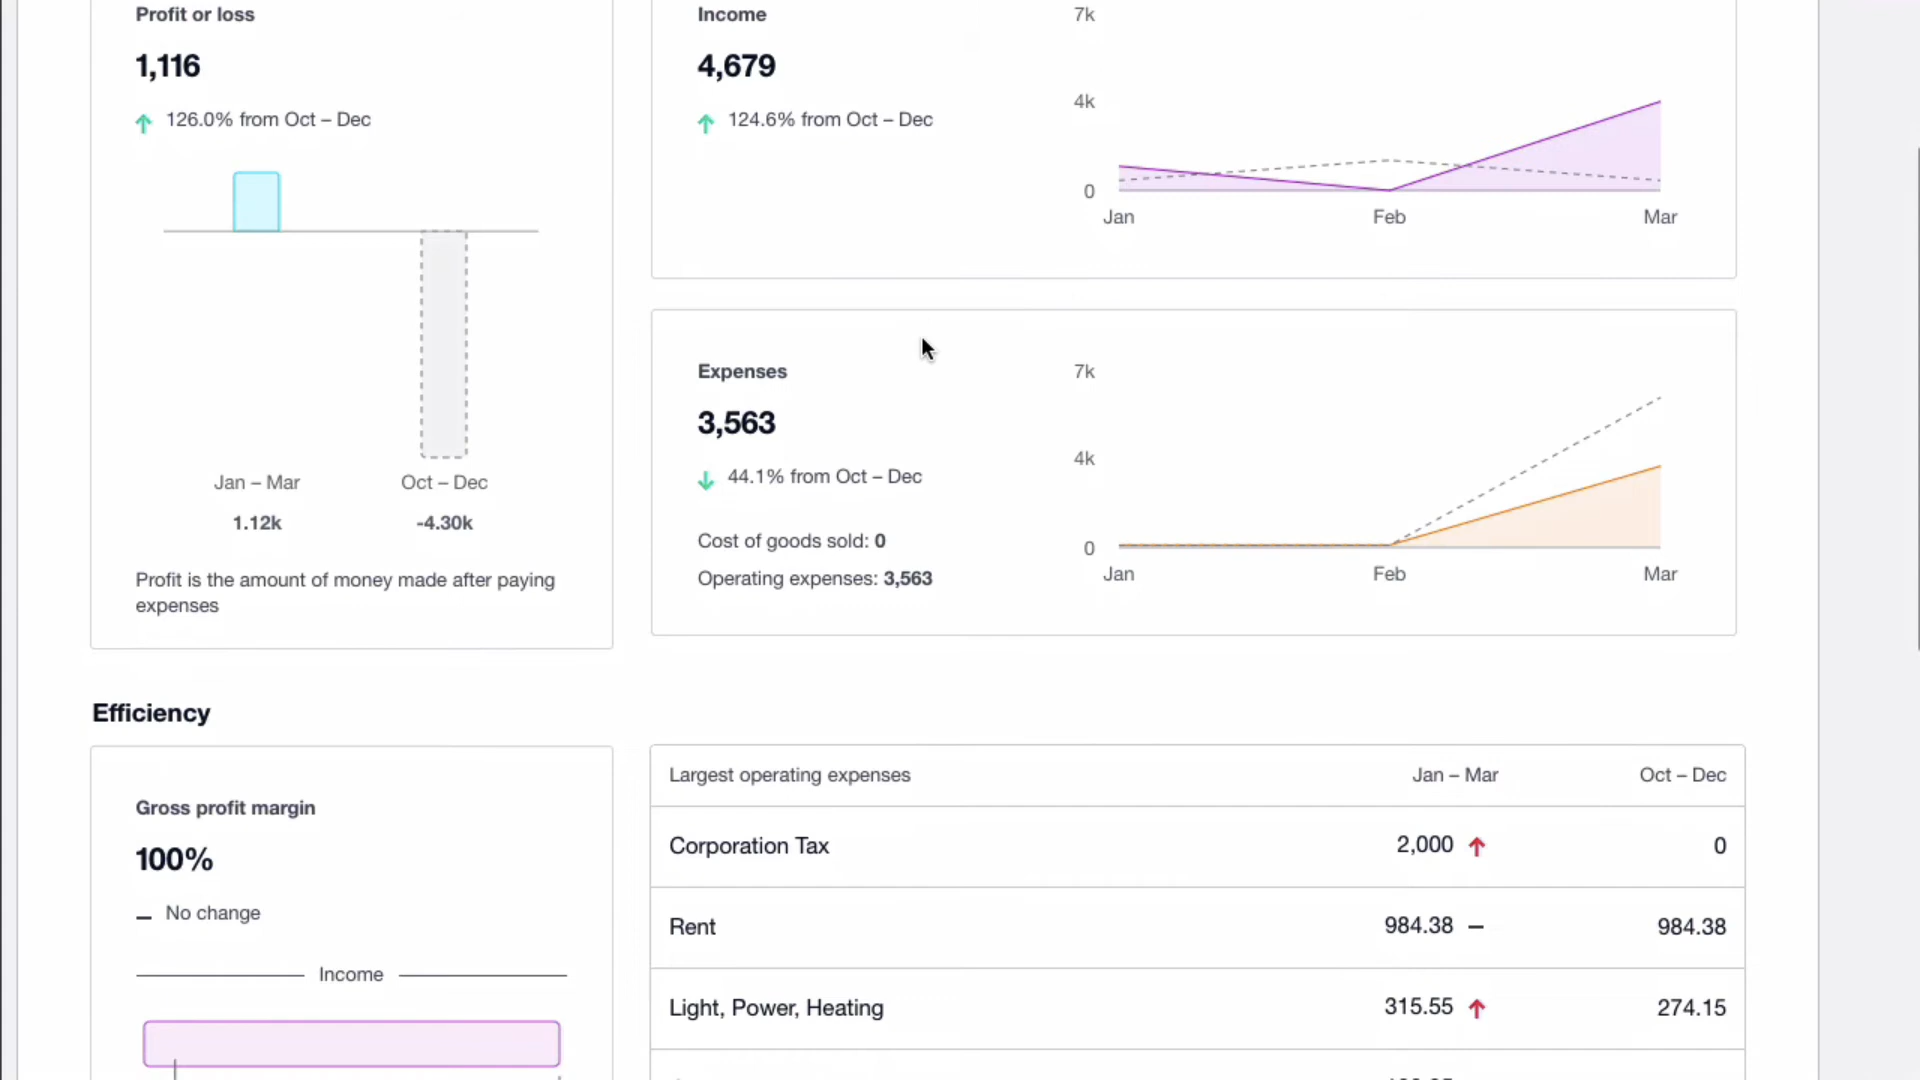 Profit or loss
1,116
126.0% from Oct – Dec
Jan – Mar
Oct – Dec
1.12k
-4.30k
Profit is the amount of money made after paying
expenses
Income
4,679
124.6% from Oct – Dec
7k
4k
0
Jan
Feb
Mar
Expenses
3,563
44.1% from Oct – Dec
Cost of goods sold: 0
Operating expenses: 3,563
7k
4k
0
Jan
Feb
Mar
Efficiency
Gross profit margin
100%
No change
Income
Largest operating expenses Jan – Mar Oct – Dec
Corporation Tax 2,000 0
Rent 984.38 984.38
Light, Power, Heating 315.55 274.15